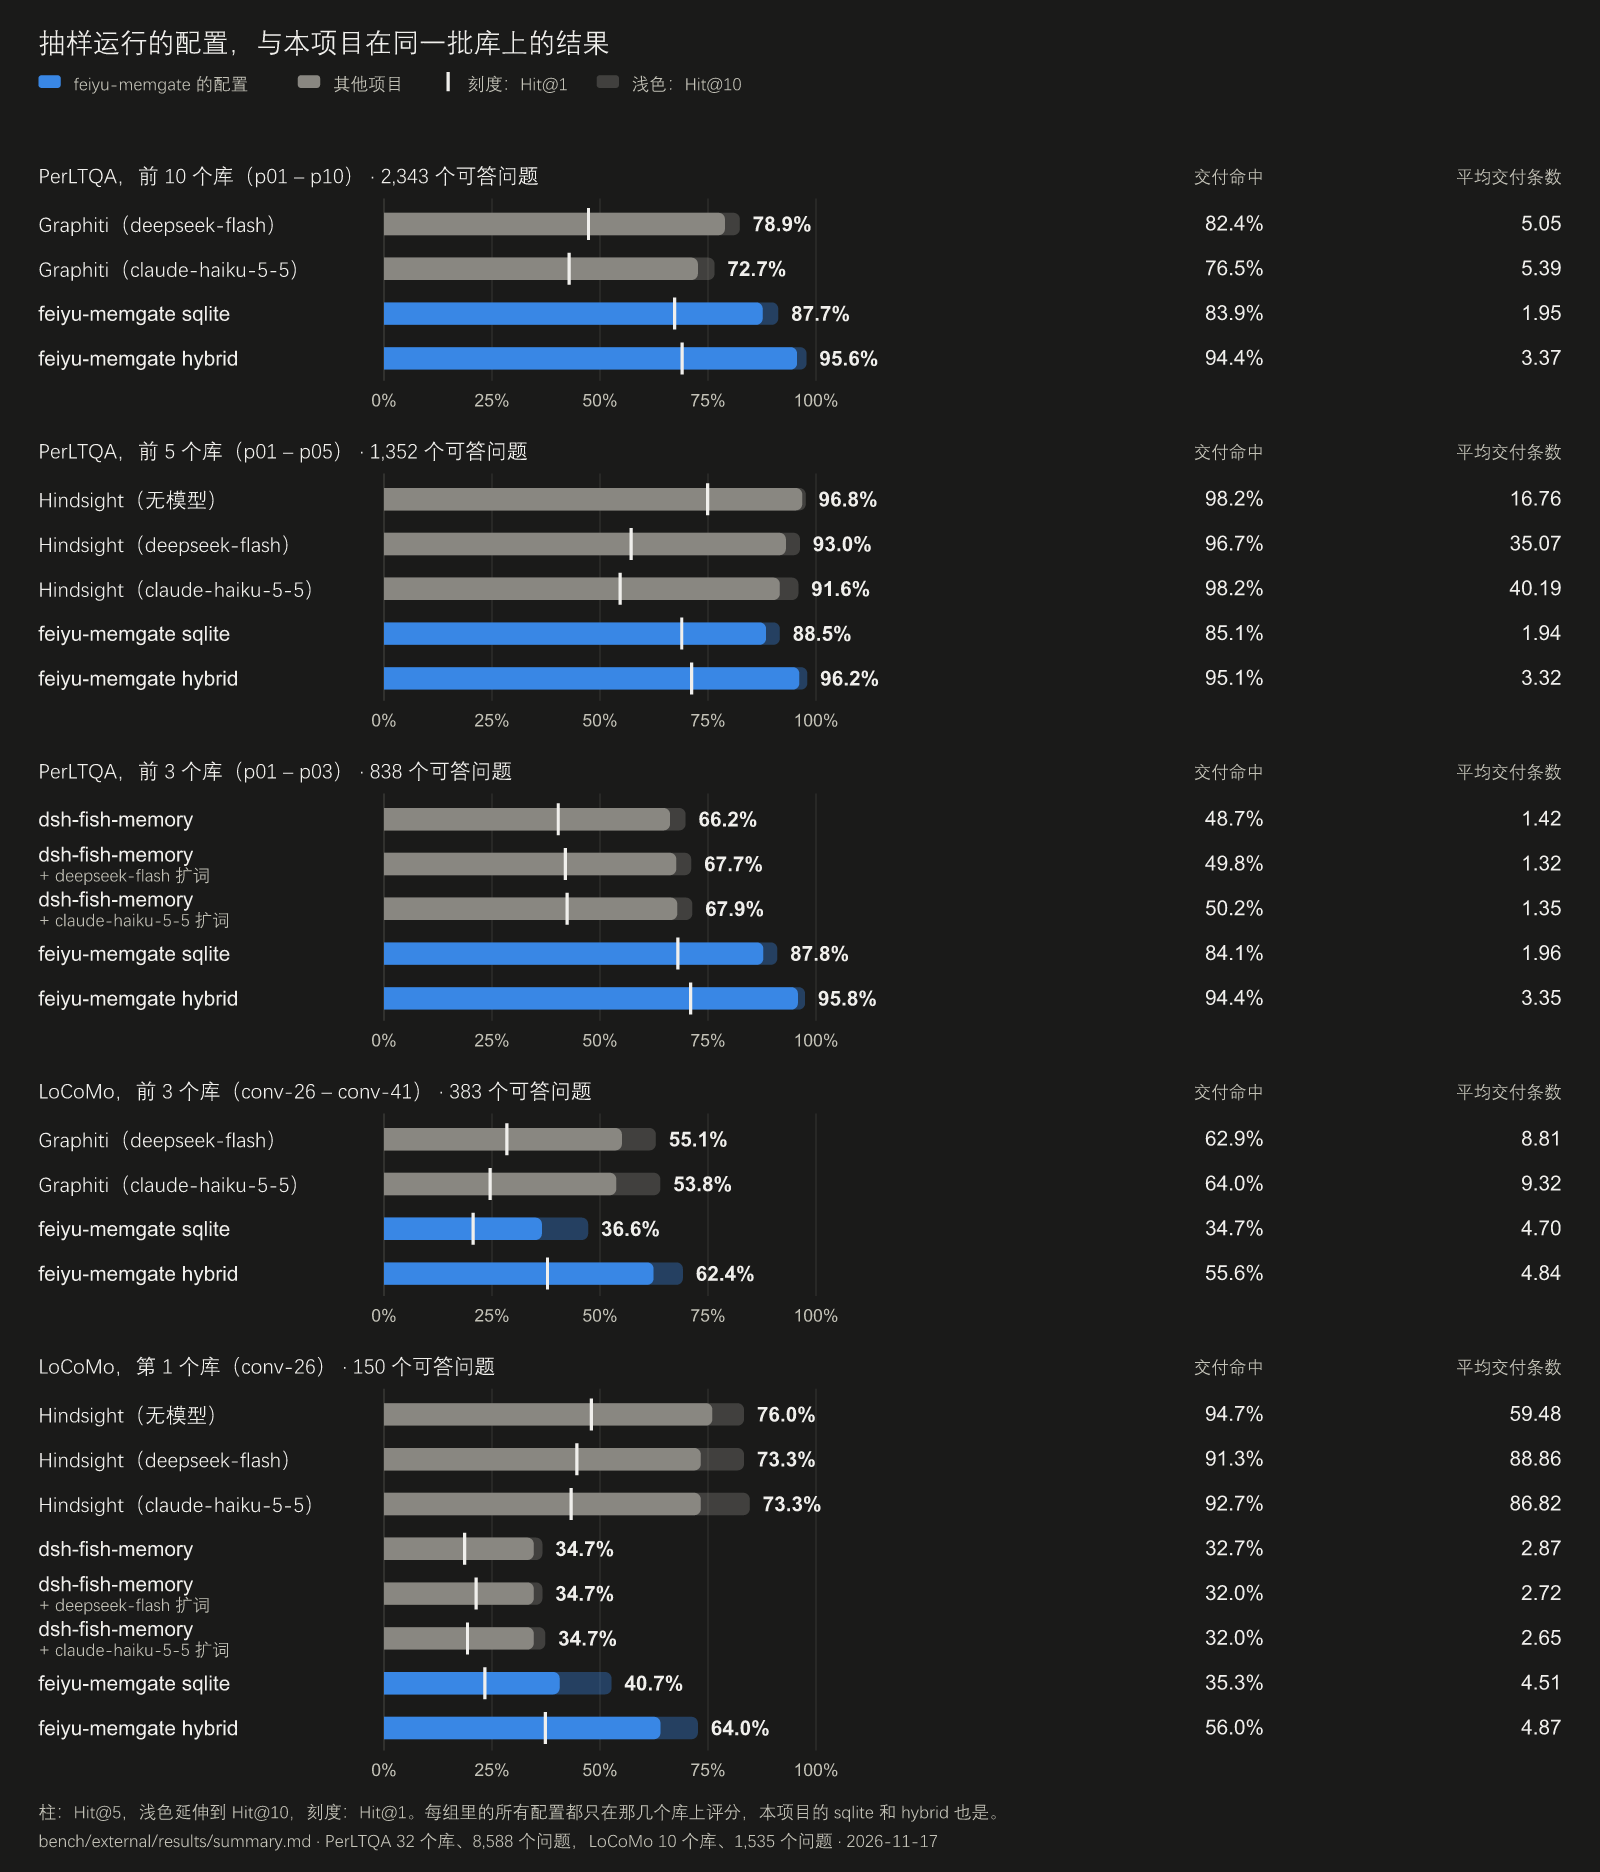 抽样运行的配置，与本项目在同一批库上的结果
feiyu-memgate 的配置 其他项目 刻度：Hit@1 浅色：Hit@10
PerLTQA，前 10 个库（p01 – p10） · 2,343 个可答问题 交付命中 平均交付条数
Graphiti（deepseek-flash） 78.9% 82.4% 5.05
Graphiti（claude-haiku-5-5） 72.7% 76.5% 5.39
feiyu-memgate sqlite 87.7% 83.9% 1.95
feiyu-memgate hybrid 95.6% 94.4% 3.37
0% 25% 50% 75% 100%
PerLTQA，前 5 个库（p01 – p05） · 1,352 个可答问题 交付命中 平均交付条数
Hindsight（无模型） 96.8% 98.2% 16.76
Hindsight（deepseek-flash） 93.0% 96.7% 35.07
Hindsight（claude-haiku-5-5） 91.6% 98.2% 40.19
feiyu-memgate sqlite 88.5% 85.1% 1.94
feiyu-memgate hybrid 96.2% 95.1% 3.32
0% 25% 50% 75% 100%
PerLTQA，前 3 个库（p01 – p03） · 838 个可答问题 交付命中 平均交付条数
dsh-fish-memory 66.2% 48.7% 1.42
dsh-fish-memory 67.7% 49.8% 1.32
+ deepseek-flash 扩词
dsh-fish-memory 67.9% 50.2% 1.35
+ claude-haiku-5-5 扩词
feiyu-memgate sqlite 87.8% 84.1% 1.96
feiyu-memgate hybrid 95.8% 94.4% 3.35
0% 25% 50% 75% 100%
LoCoMo，前 3 个库（conv-26 – conv-41） · 383 个可答问题 交付命中 平均交付条数
Graphiti（deepseek-flash） 55.1% 62.9% 8.81
Graphiti（claude-haiku-5-5） 53.8% 64.0% 9.32
feiyu-memgate sqlite 36.6% 34.7% 4.70
feiyu-memgate hybrid 62.4% 55.6% 4.84
0% 25% 50% 75% 100%
LoCoMo，第 1 个库（conv-26） · 150 个可答问题 交付命中 平均交付条数
Hindsight（无模型） 76.0% 94.7% 59.48
Hindsight（deepseek-flash） 73.3% 91.3% 88.86
Hindsight（claude-haiku-5-5） 73.3% 92.7% 86.82
dsh-fish-memory 34.7% 32.7% 2.87
dsh-fish-memory 34.7% 32.0% 2.72
+ deepseek-flash 扩词
dsh-fish-memory 34.7% 32.0% 2.65
+ claude-haiku-5-5 扩词
feiyu-memgate sqlite 40.7% 35.3% 4.51
feiyu-memgate hybrid 64.0% 56.0% 4.87
0% 25% 50% 75% 100%
柱：Hit@5，浅色延伸到 Hit@10，刻度：Hit@1。每组里的所有配置都只在那几个库上评分，本项目的 sqlite 和 hybrid 也是。
bench/external/results/summary.md · PerLTQA 32 个库、8,588 个问题，LoCoMo 10 个库、1,535 个问题 · 2026-11-17